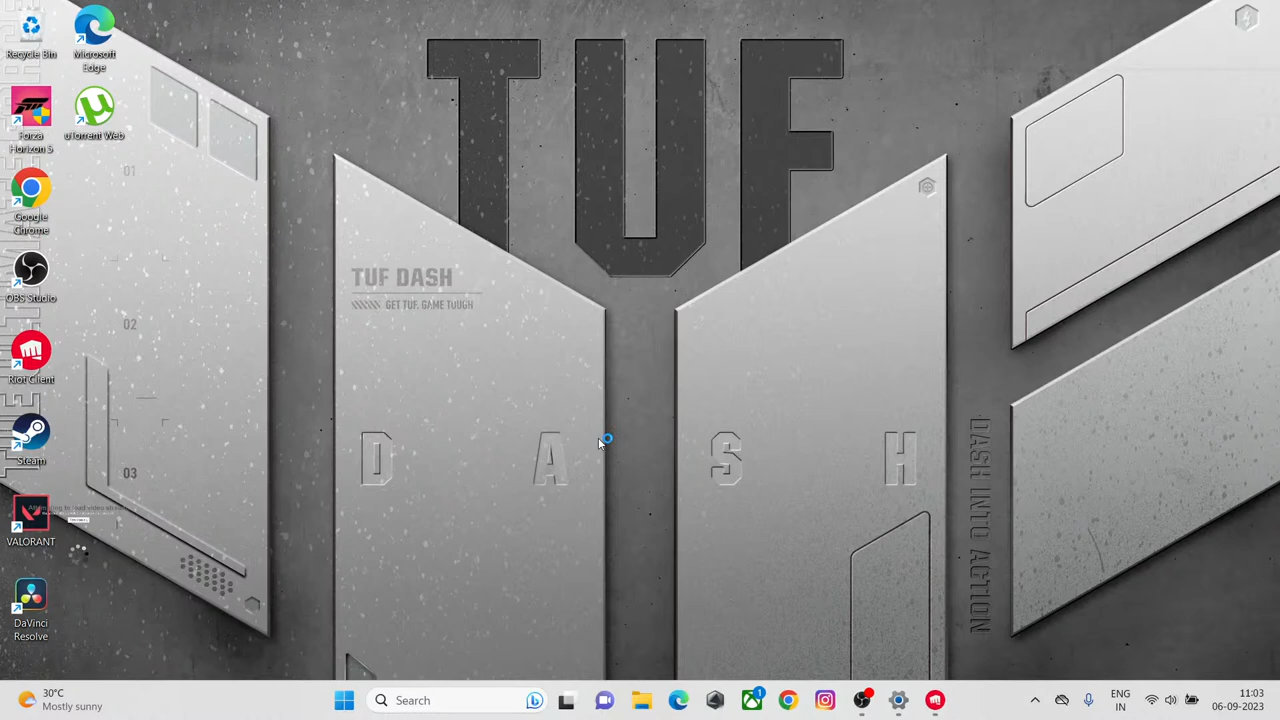 Recycle Bin
Microsoft
Edge
Forza
Horizon 5
uTorrent Web
Google
Chrome
OBS Studio
Riot Client
Steam
VALORANT
DaVinci
Resolve
01
02
03
TUF
TUF DASH
GET TUF. GAME TOUGH
D A S H
DASH INTO ACTION
30°C
Mostly sunny
Search
1
ENG
IN
11:03
06-09-2023